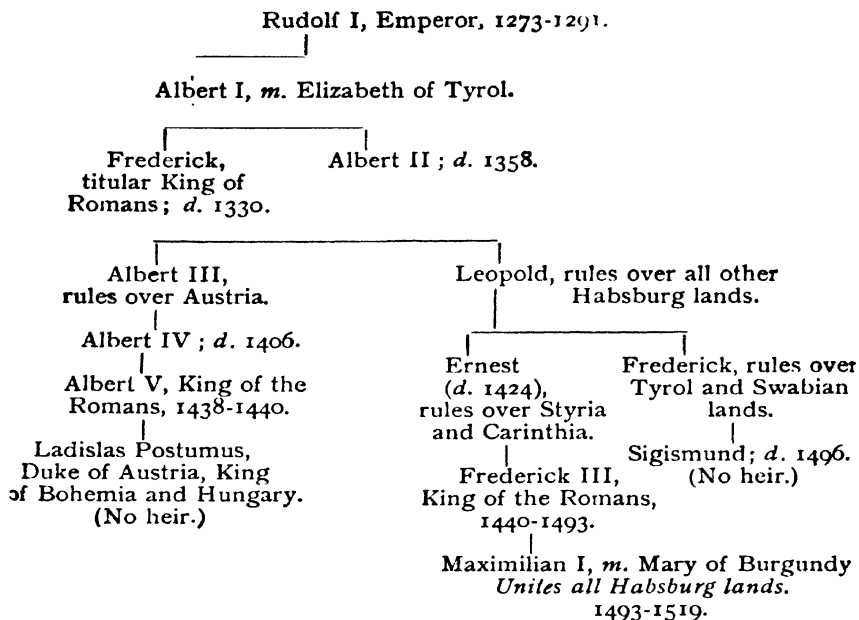 Rudolf I, Emperor, 1273-1291.
Albert I, m. Elizabeth of Tyrol.
Frederick,
titular King of
Romans; d. 1330.
Albert II; d. 1358.
Albert III,
rules over Austria.
Leopold, rules over all other
Habsburg lands.
Albert IV; d. 1406.
Albert V, King of the
Romans, 1438-1440.
Ladislas Postumus,
Duke of Austria, King
of Bohemia and Hungary.
(No heir.)
Ernest
(d. 1424),
rules over Styria
and Carinthia.
Frederick III,
King of the Romans,
1440-1493.
Frederick, rules over
Tyrol and Swabian
lands.
Sigismund; d. 1496.
(No heir.)
Maximilian I, m. Mary of Burgundy
Unites all Habsburg lands.
1493-1519.